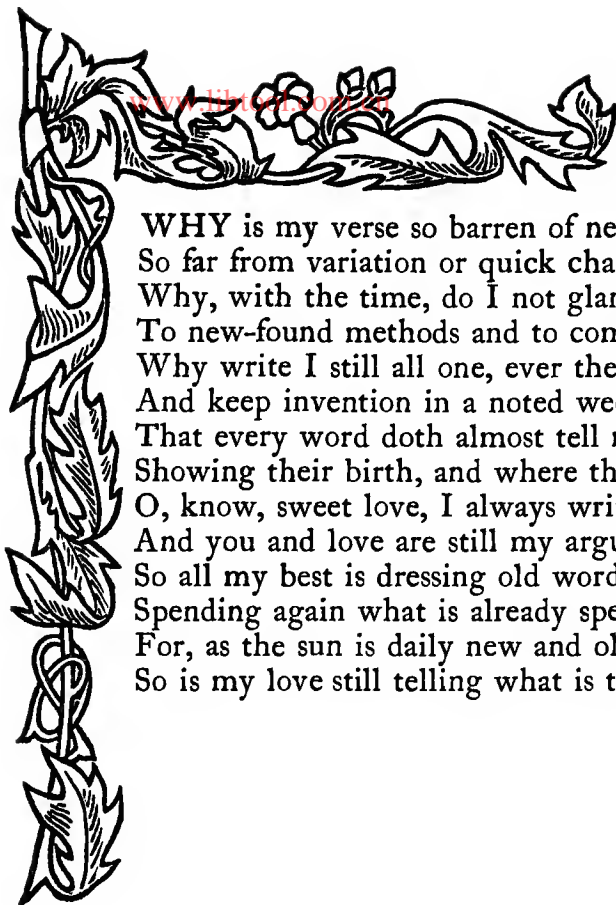 www.libtool.com.cn
WHY is my verse so barren of ne
So far from variation or quick cha
Why, with the time, do I not glan
To new-found methods and to com
Why write I still all one, ever the
And keep invention in a noted wee
That every word doth almost tell
Showing their birth, and where th
O, know, sweet love, I always wri
And you and love are still my argu
So all my best is dressing old word
Spending again what is already spe
For, as the sun is daily new and ol
So is my love still telling what is t